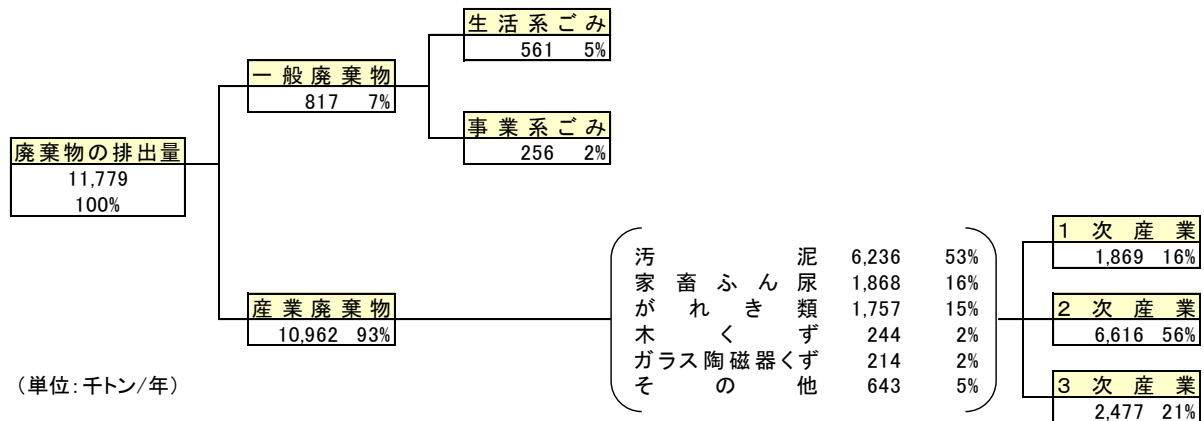 生活系ごみ
561 5%
一般廃棄物
817 7%
事業系ごみ
256 2%
廃棄物の排出量
11,779
100%
産業廃棄物
10,962 93%
汚泥 6,236 53%
家畜ふん尿 1,868 16%
がれき類 1,757 15%
木くず 244 2%
ガラス陶磁器くず 214 2%
その他 643 5%
1次産業
1,869 16%
2次産業
6,616 56%
3次産業
2,477 21%
(単位:千トン/年)